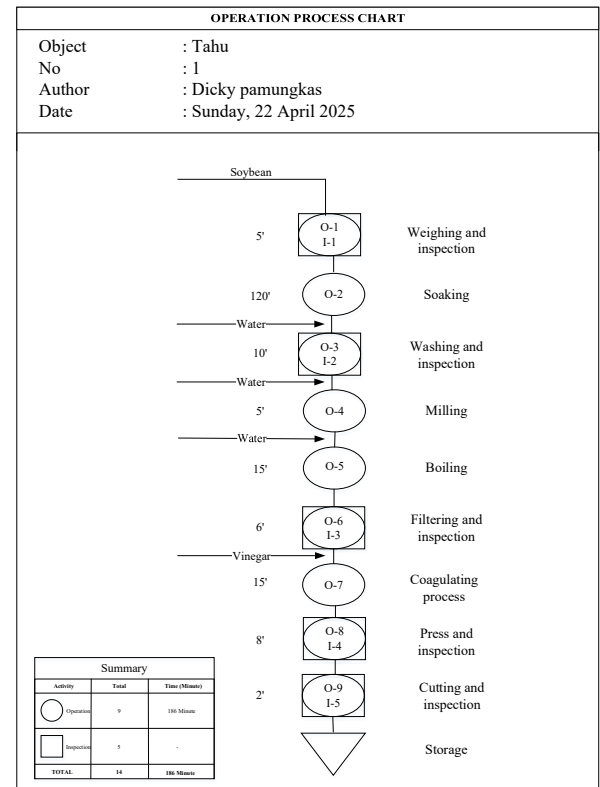 OPERATION PROCESS CHART
Object : Tahu
No : 1
Author : Dicky pamungkas
Date : Sunday, 22 April 2025
Soybean
5'
O-1
I-1
Weighing and
inspection
120'
O-2
Soaking
Water
10'
O-3
I-2
Washing and
inspection
Water
5'
O-4
Milling
Water
15'
O-5
Boiling
6'
O-6
I-3
Filtering and
inspection
Vinegar
15'
O-7
Coagulating
process
8'
O-8
I-4
Press and
inspection
2'
O-9
I-5
Cutting and
inspection
Storage
Summary
Activity Total Time (Minute)
Operation 9 186 Minute
Inspection 5 -
TOTAL 14 186 Minute